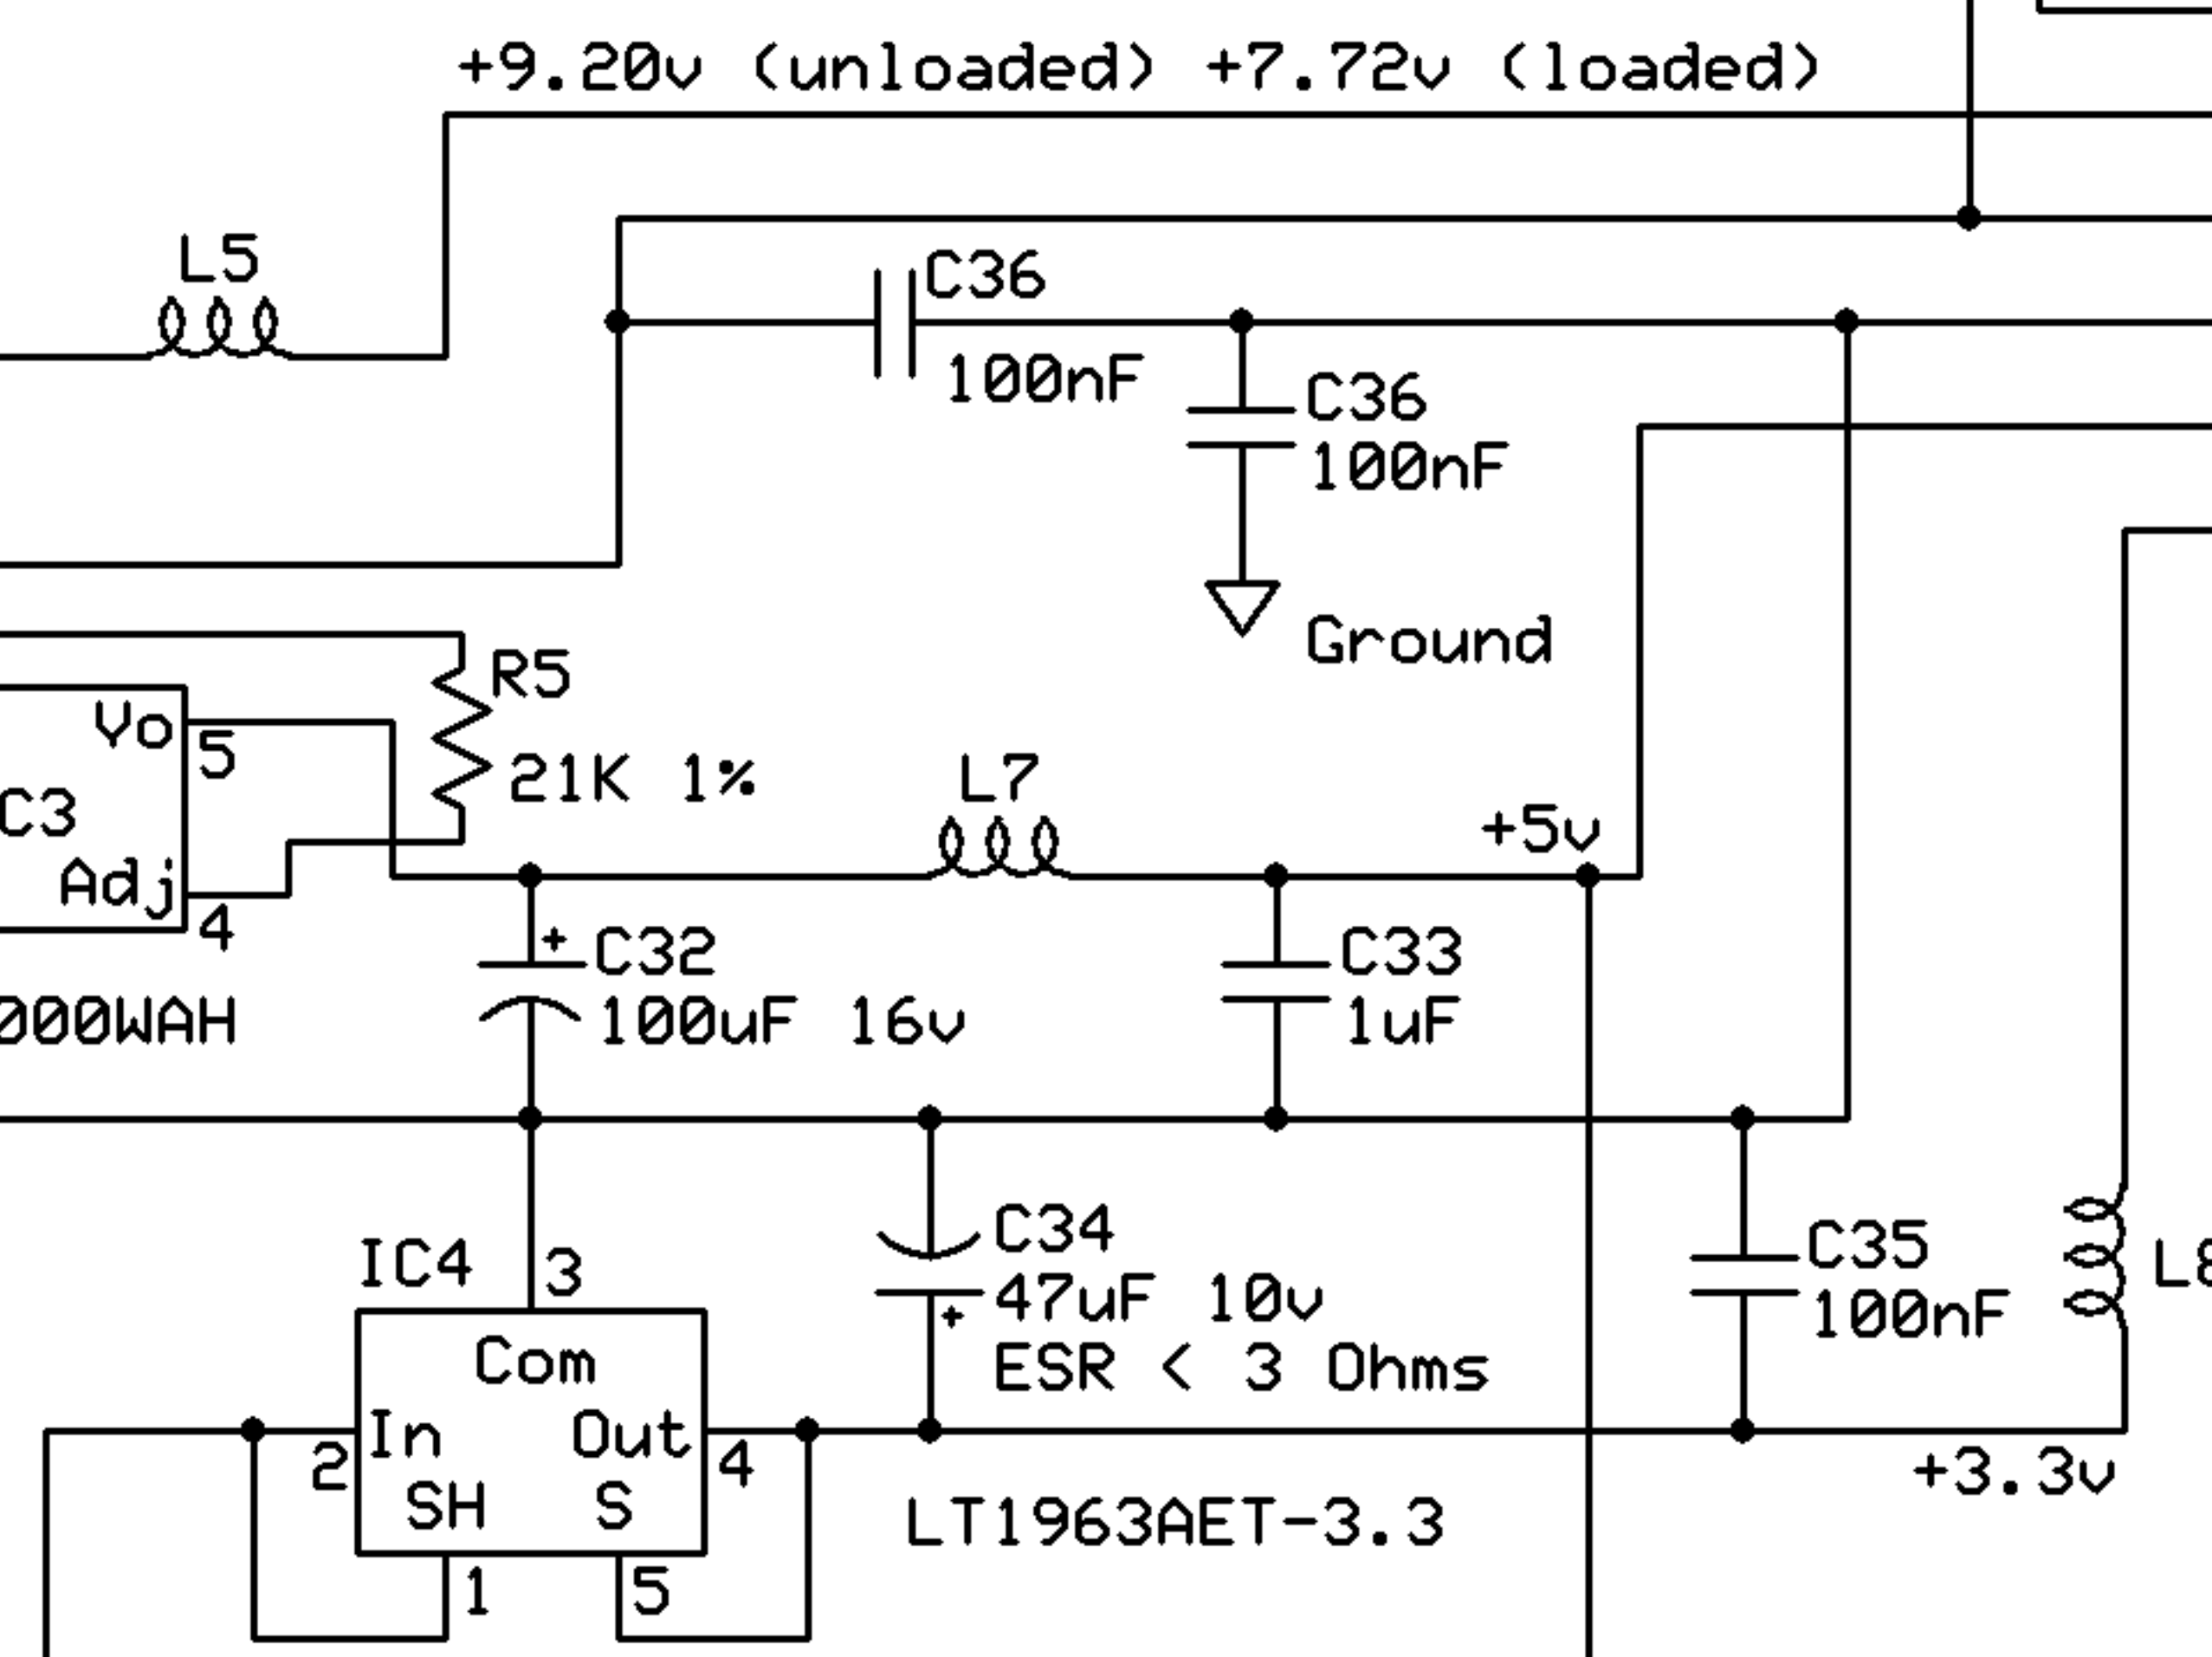 +9.20v (unloaded) +7.72v (loaded)
L5
C36
100nF
C36
100nF
Ground
R5
21K 1%
Vo
5
C3
Adj
4
000WAH
L7
+5v
+ C32
100uF 16v
C33
1uF
IC4
3
Com
In
2
Out
4
SH
S
1
5
C34
47uF 10v
+
ESR < 3 Ohms
C35
100nF
L8
+3.3v
LT1963AET-3.3